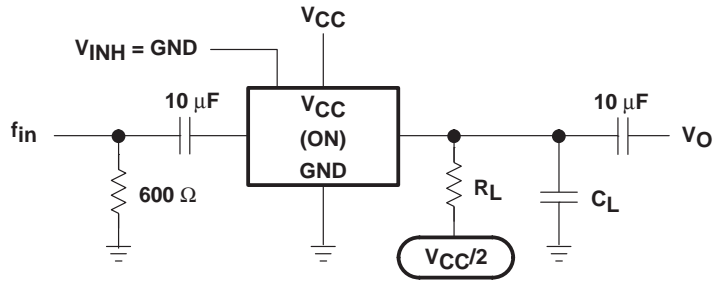 VCC
VINH = GND
10 μF
VCC
10 μF
fin
(ON)
VO
GND
600 Ω
RL
CL
VCC/2